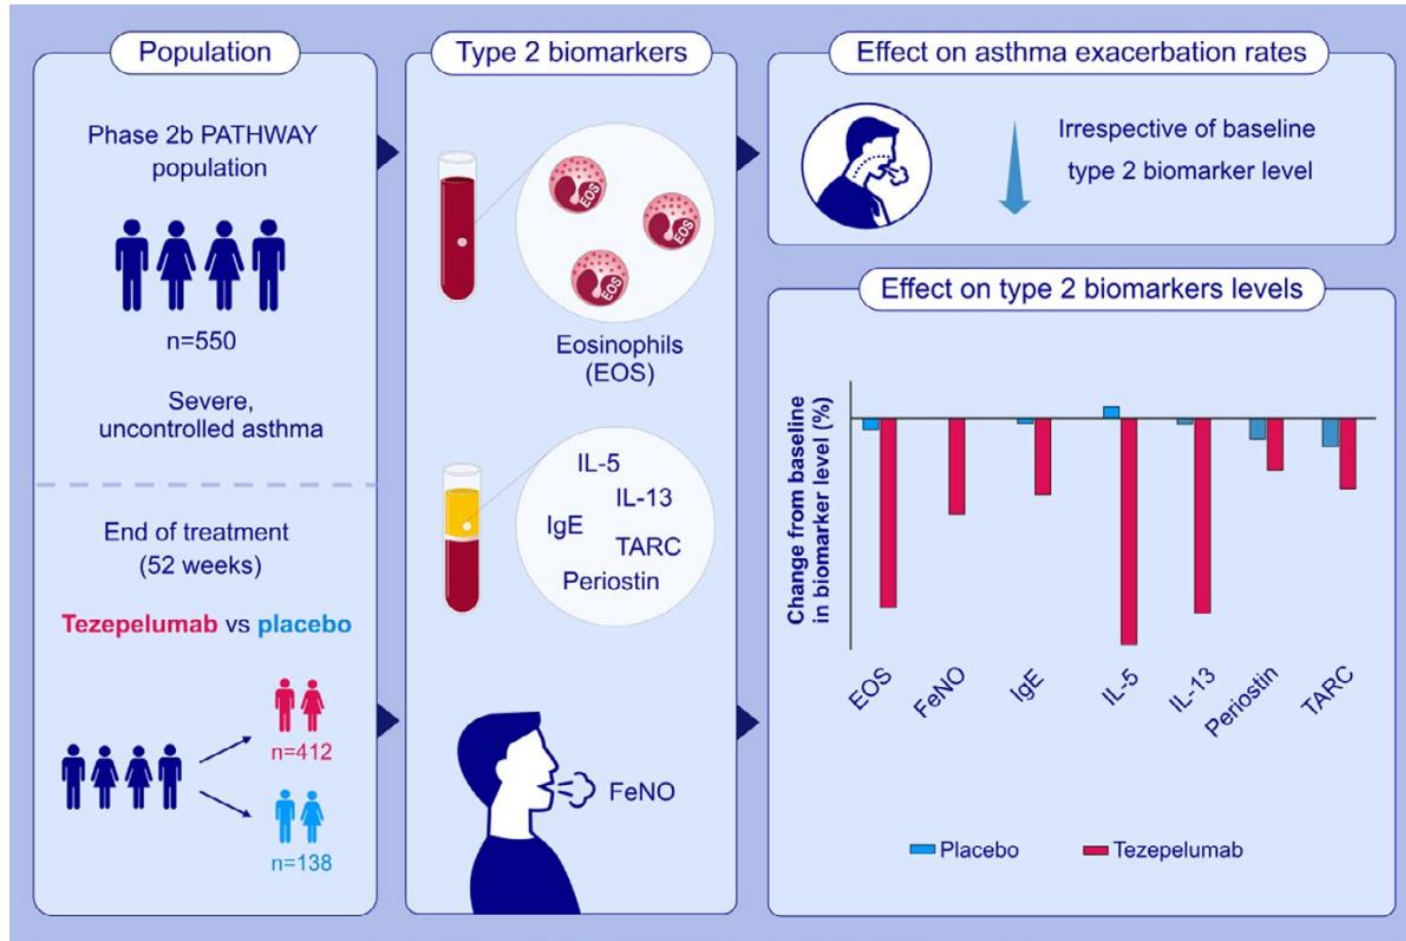 Population
Phase 2b PATHWAY
population
n=550
Severe,
uncontrolled asthma
End of treatment
(52 weeks)
Tezepelumab vs placebo
n=412
n=138
Type 2 biomarkers
EOS
EOS
EOS
Eosinophils
(EOS)
IL-5
IL-13
IgE
TARC
Periostin
FeNO
Effect on asthma exacerbation rates
Irrespective of baseline
type 2 biomarker level
Effect on type 2 biomarkers levels
Change from baseline
in biomarker level (%)
EOS
FeNO
IgE
IL-5
IL-13
Periostin
TARC
Placebo
Tezepelumab